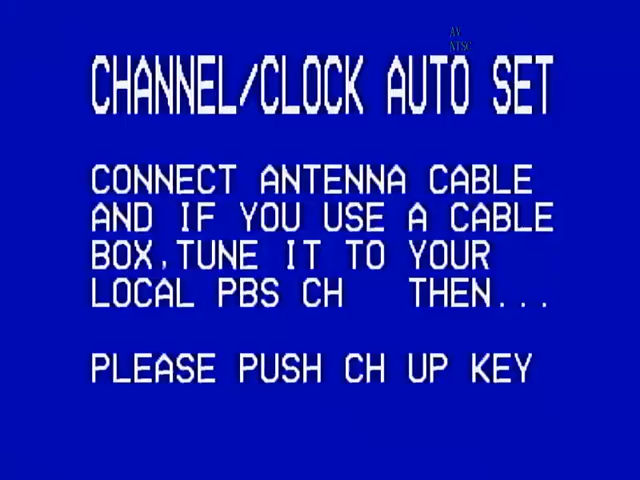 AV
NTSC
CHANNEL/CLOCK AUTO SET
CONNECT ANTENNA CABLE
AND IF YOU USE A CABLE
BOX,TUNE IT TO YOUR
LOCAL PBS CH THEN...
PLEASE PUSH CH UP KEY